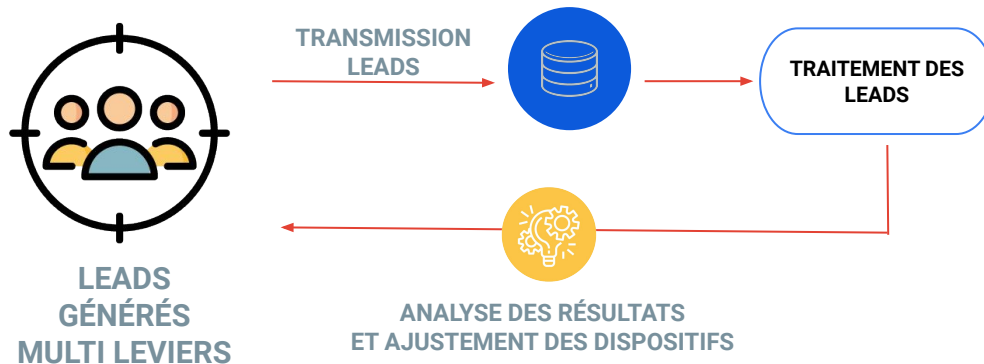 TRANSMISSION
LEADS
TRAITEMENT DES
LEADS
LEADS
GÉNÉRÉS
MULTI LEVIERS
ANALYSE DES RÉSULTATS
ET AJUSTEMENT DES DISPOSITIFS